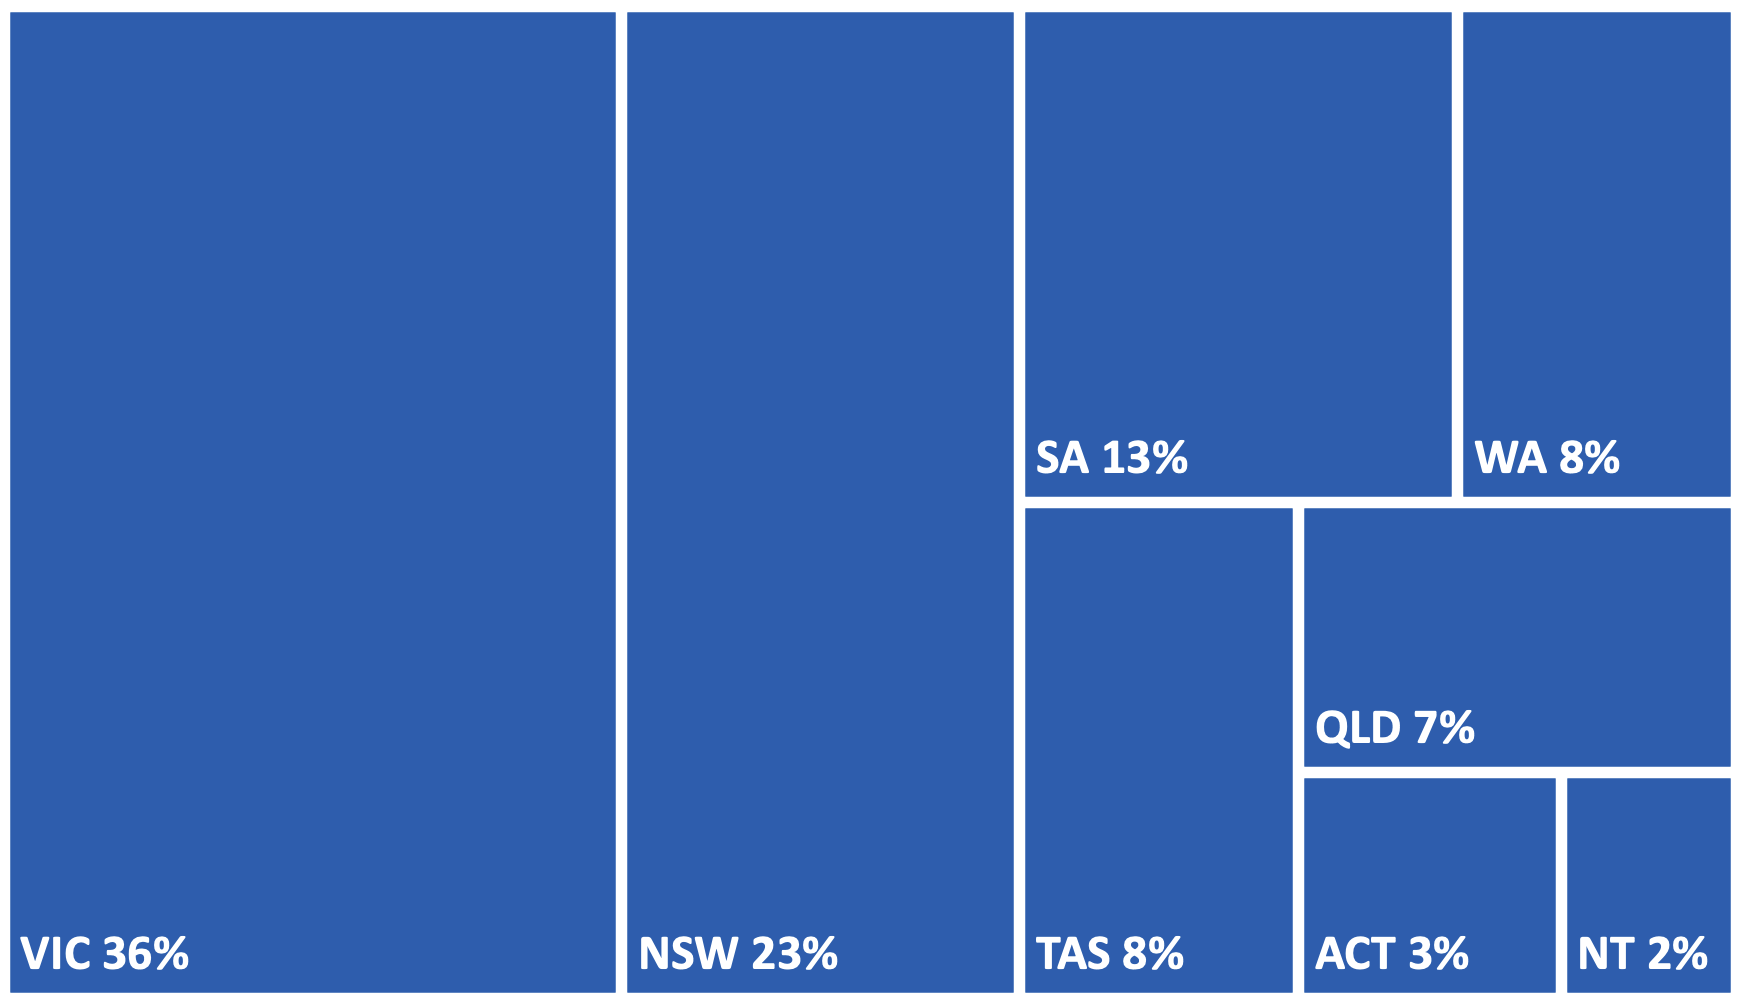 VIC 36%
NSW 23%
SA 13%
WA 8%
TAS 8%
QLD 7%
ACT 3%
NT 2%